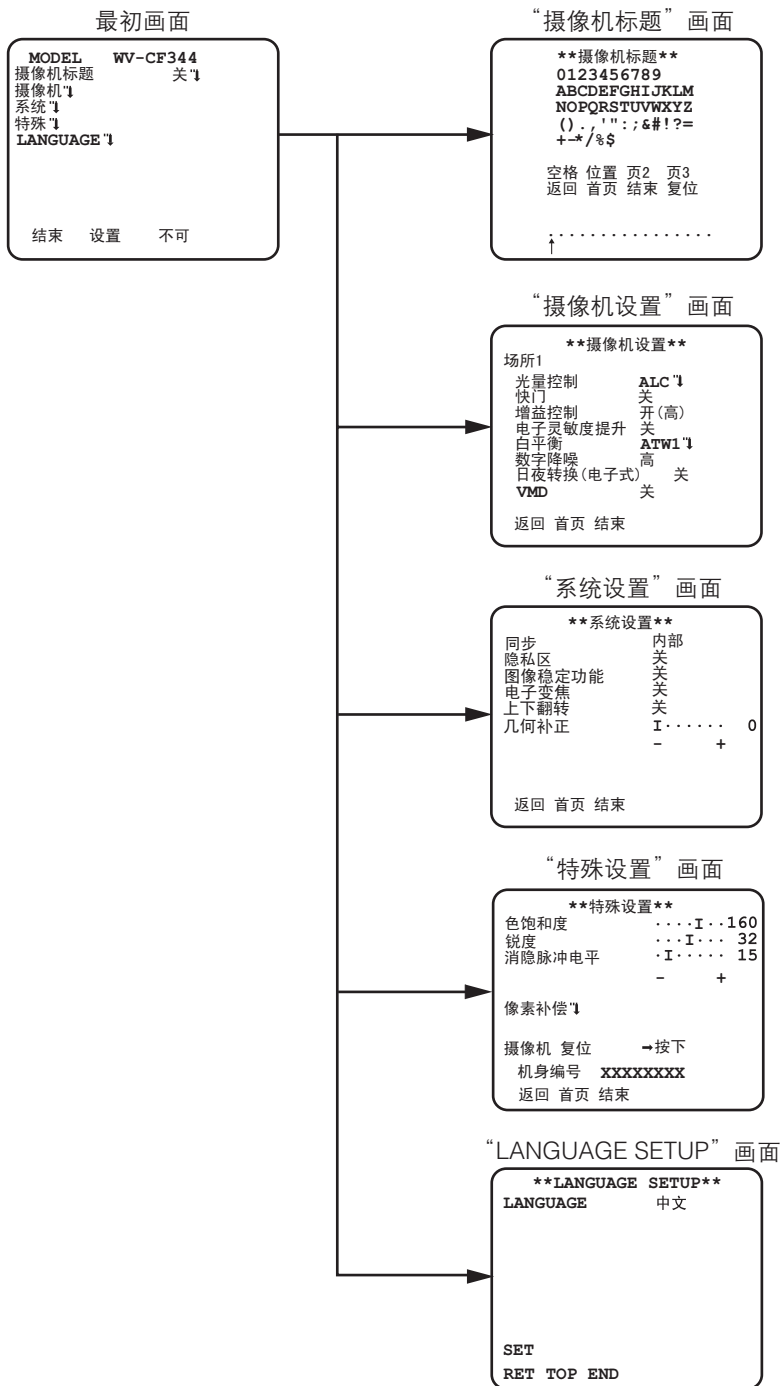 最初画面
MODEL WV-CF344
摄像机标题 关
摄像机
系统
特殊
LANGUAGE
结束 设置 不可
“摄像机标题”画面
**摄像机标题**
0123456789
ABCDEFGHIJKLM
NOPQRSTUVWXYZ
().,'":;&#!?=
+-*/%$
空格 位置 页2 页3
返回 首页 结束 复位
................
↑
“摄像机设置”画面
**摄像机设置**
场所1
光量控制 ALC
快门 关
增益控制 开(高)
电子灵敏度提升 关
白平衡 ATW1
数字降噪 高
日夜转换(电子式) 关
VMD 关
返回 首页 结束
“系统设置”画面
**系统设置**
同步 内部
隐私区 关
图像稳定功能 关
电子变焦 关
上下翻转 关
几何补正 I······ 0
- +
返回 首页 结束
“特殊设置”画面
**特殊设置**
色饱和度 ····I··160
锐度 ···I··· 32
消隐脉冲电平 ·I····· 15
- +
像素补偿
摄像机 复位 →按下
机身编号 XXXXXXXX
返回 首页 结束
“LANGUAGE SETUP”画面
**LANGUAGE SETUP**
LANGUAGE 中文
SET
RET TOP END